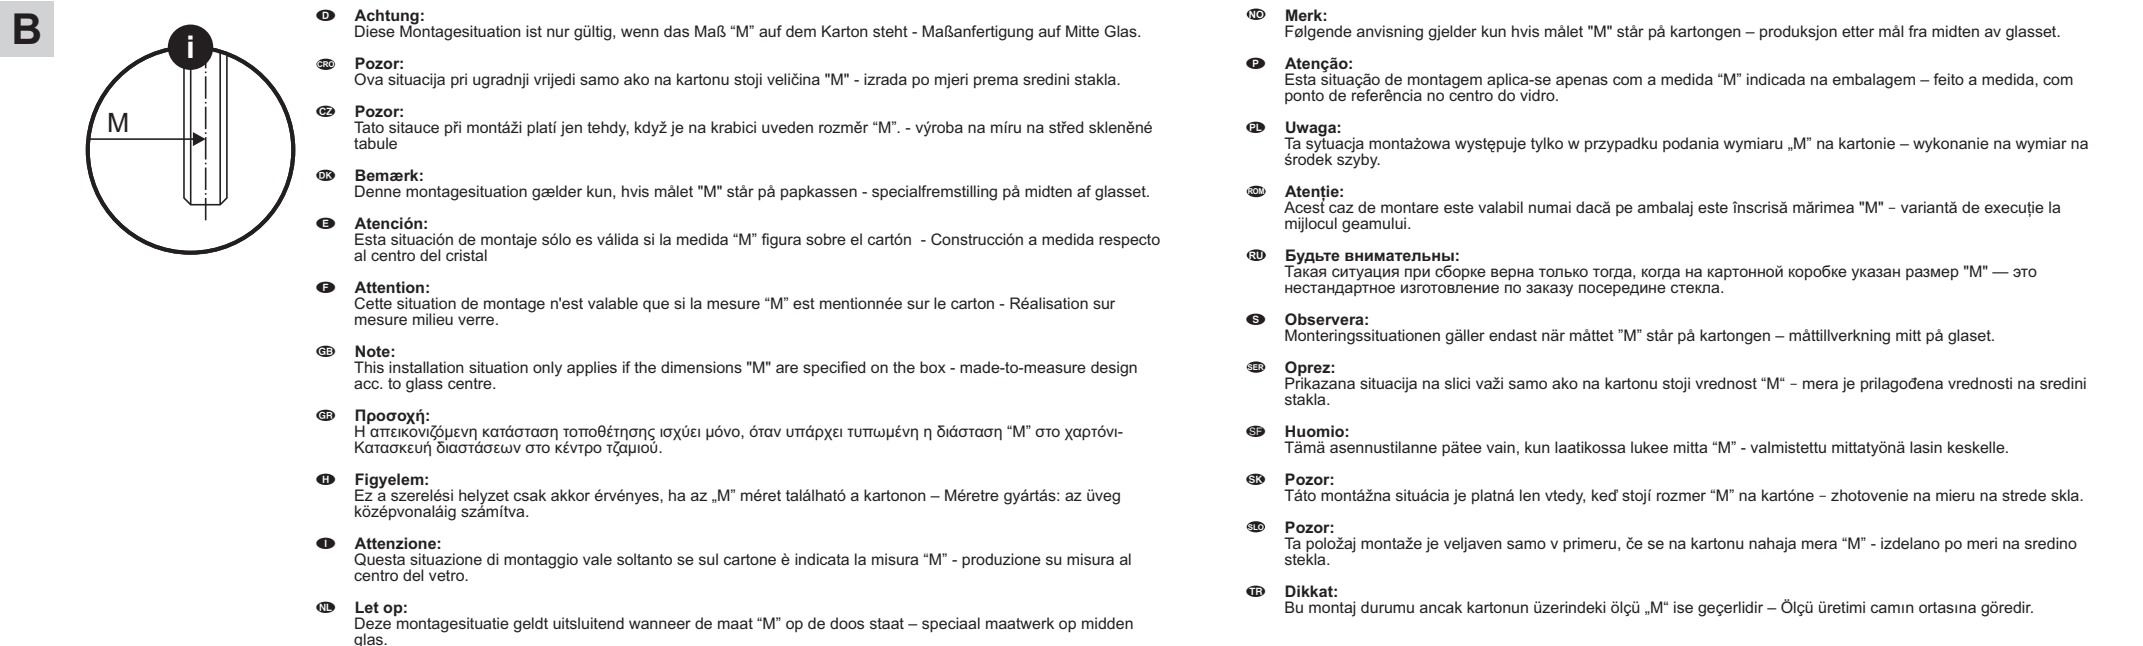 B
i
M
D Achtung:
Diese Montagesituation ist nur gültig, wenn das Maß “M” auf dem Karton steht - Maßanfertigung auf Mitte Glas.
CRO Pozor:
Ova situacija pri ugradnji vrijedi samo ako na kartonu stoji veličina "M" - izrada po mjeri prema sredini stakla.
CZ Pozor:
Tato sitauce při montáži platí jen tehdy, když je na krabici uveden rozměr “M”. - výroba na míru na střed skleněné
tabule
DK Bemærk:
Denne montagesituation gælder kun, hvis målet "M" står på papkassen - specialfremstilling på midten af glasset.
E Atención:
Esta situación de montaje sólo es válida si la medida “M” figura sobre el cartón - Construcción a medida respecto
al centro del cristal
F Attention:
Cette situation de montage n'est valable que si la mesure “M” est mentionnée sur le carton - Réalisation sur
mesure milieu verre.
GB Note:
This installation situation only applies if the dimensions "M" are specified on the box - made-to-measure design
acc. to glass centre.
GR Προσοχή:
Η απεικονιζόμενη κατάσταση τοποθέτησης ισχύει μόνο, όταν υπάρχει τυπωμένη η διάσταση “M” στο χαρτόνι-
Κατασκευή διαστάσεων στο κέντρο τζαμιού.
H Figyelem:
Ez a szerelési helyzet csak akkor érvényes, ha az „M” méret található a kartonon – Méretre gyártás: az üveg
középvonaláig számítva.
I Attenzione:
Questa situazione di montaggio vale soltanto se sul cartone è indicata la misura “M” - produzione su misura al
centro del vetro.
NL Let op:
Deze montagesituatie geldt uitsluitend wanneer de maat “M” op de doos staat – speciaal maatwerk op midden
glas.
NO Merk:
Følgende anvisning gjelder kun hvis målet "M" står på kartongen – produksjon etter mål fra midten av glasset.
P Atenção:
Esta situação de montagem aplica-se apenas com a medida “M” indicada na embalagem – feito a medida, com
ponto de referência no centro do vidro.
PL Uwaga:
Ta sytuacja montażowa występuje tylko w przypadku podania wymiaru „M” na kartonie – wykonanie na wymiar na
środek szyby.
ROM Atenție:
Acest caz de montare este valabil numai dacă pe ambalaj este înscrisă mărimea "M" – variantă de execuție la
mijlocul geamului.
RU Будьте внимательны:
Такая ситуация при сборке верна только тогда, когда на картонной коробке указан размер "M" — это
нестандартное изготовление по заказу посередине стекла.
S Observera:
Monteringssituationen gäller endast när måttet ”M” står på kartongen – måttillverkning mitt på glaset.
SER Oprez:
Prikazana situacija na slici važi samo ako na kartonu stoji vrednost “M“ – mera je prilagođena vrednosti na sredini
stakla.
SF Huomio:
Tämä asennustilanne pätee vain, kun laatikossa lukee mitta “M” - valmistettu mittatyönä lasin keskelle.
SK Pozor:
Táto montážna situácia je platná len vtedy, keď stojí rozmer “M” na kartóne – zhotovenie na mieru na strede skla.
SLO Pozor:
Ta položaj montaže je veljaven samo v primeru, če se na kartonu nahaja mera “M” - izdelano po meri na sredino
stekla.
TR Dikkat:
Bu montaj durumu ancak kartonun üzerindeki ölçü „M“ ise geçerlidir – Ölçü üretimi camın ortasına göredir.